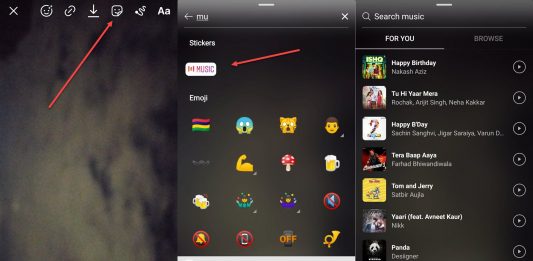 Aa
mu
Stickers
MUSIC
Emoji
OFF
Search music
FOR YOU
BROWSE
Happy Birthday
Nakash Aziz
Tu Hi Yaar Mera
Rochak, Arijit Singh, Neha Kakkar
Happy B'Day
Sachin Sanghvi, Jigar Saraiya, Varun D...
Tera Baap Aaya
Farhad Bhiwandiwala
Tom and Jerry
Satbir Aujla
Yaari (feat. Avneet Kaur)
Nikk
Panda
Desiigner